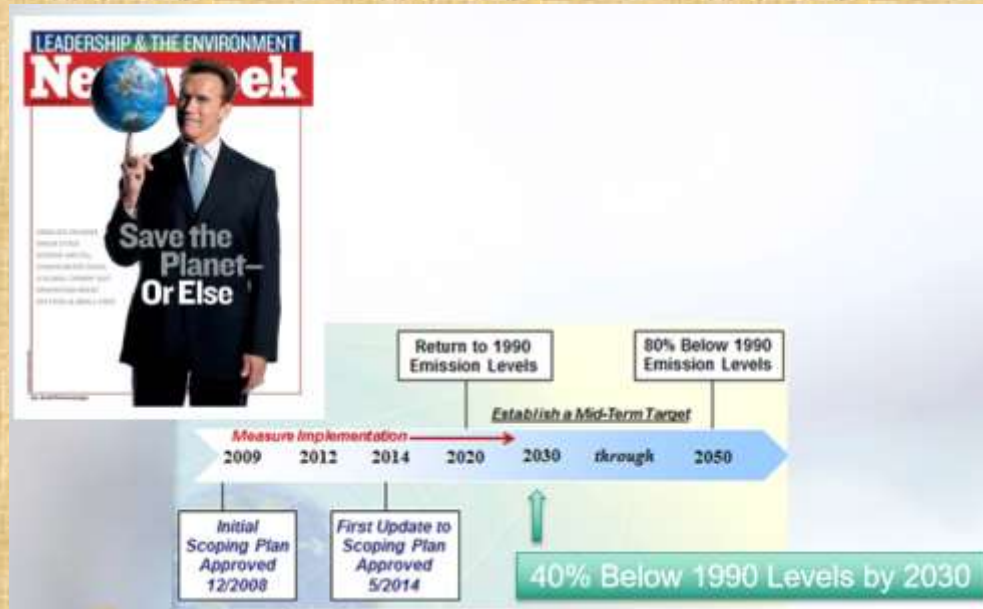 LEADERSHIP & THE ENVIRONMENT
Newsweek
Save the
Planet—
Or Else
Return to 1990
Emission Levels
80% Below 1990
Emission Levels
Establish a Mid-Term Target
Measure Implementation
2009 2012 2014 2020 2030 through 2050
Initial
Scoping Plan
Approved
12/2008
First Update to
Scoping Plan
Approved
5/2014
40% Below 1990 Levels by 2030